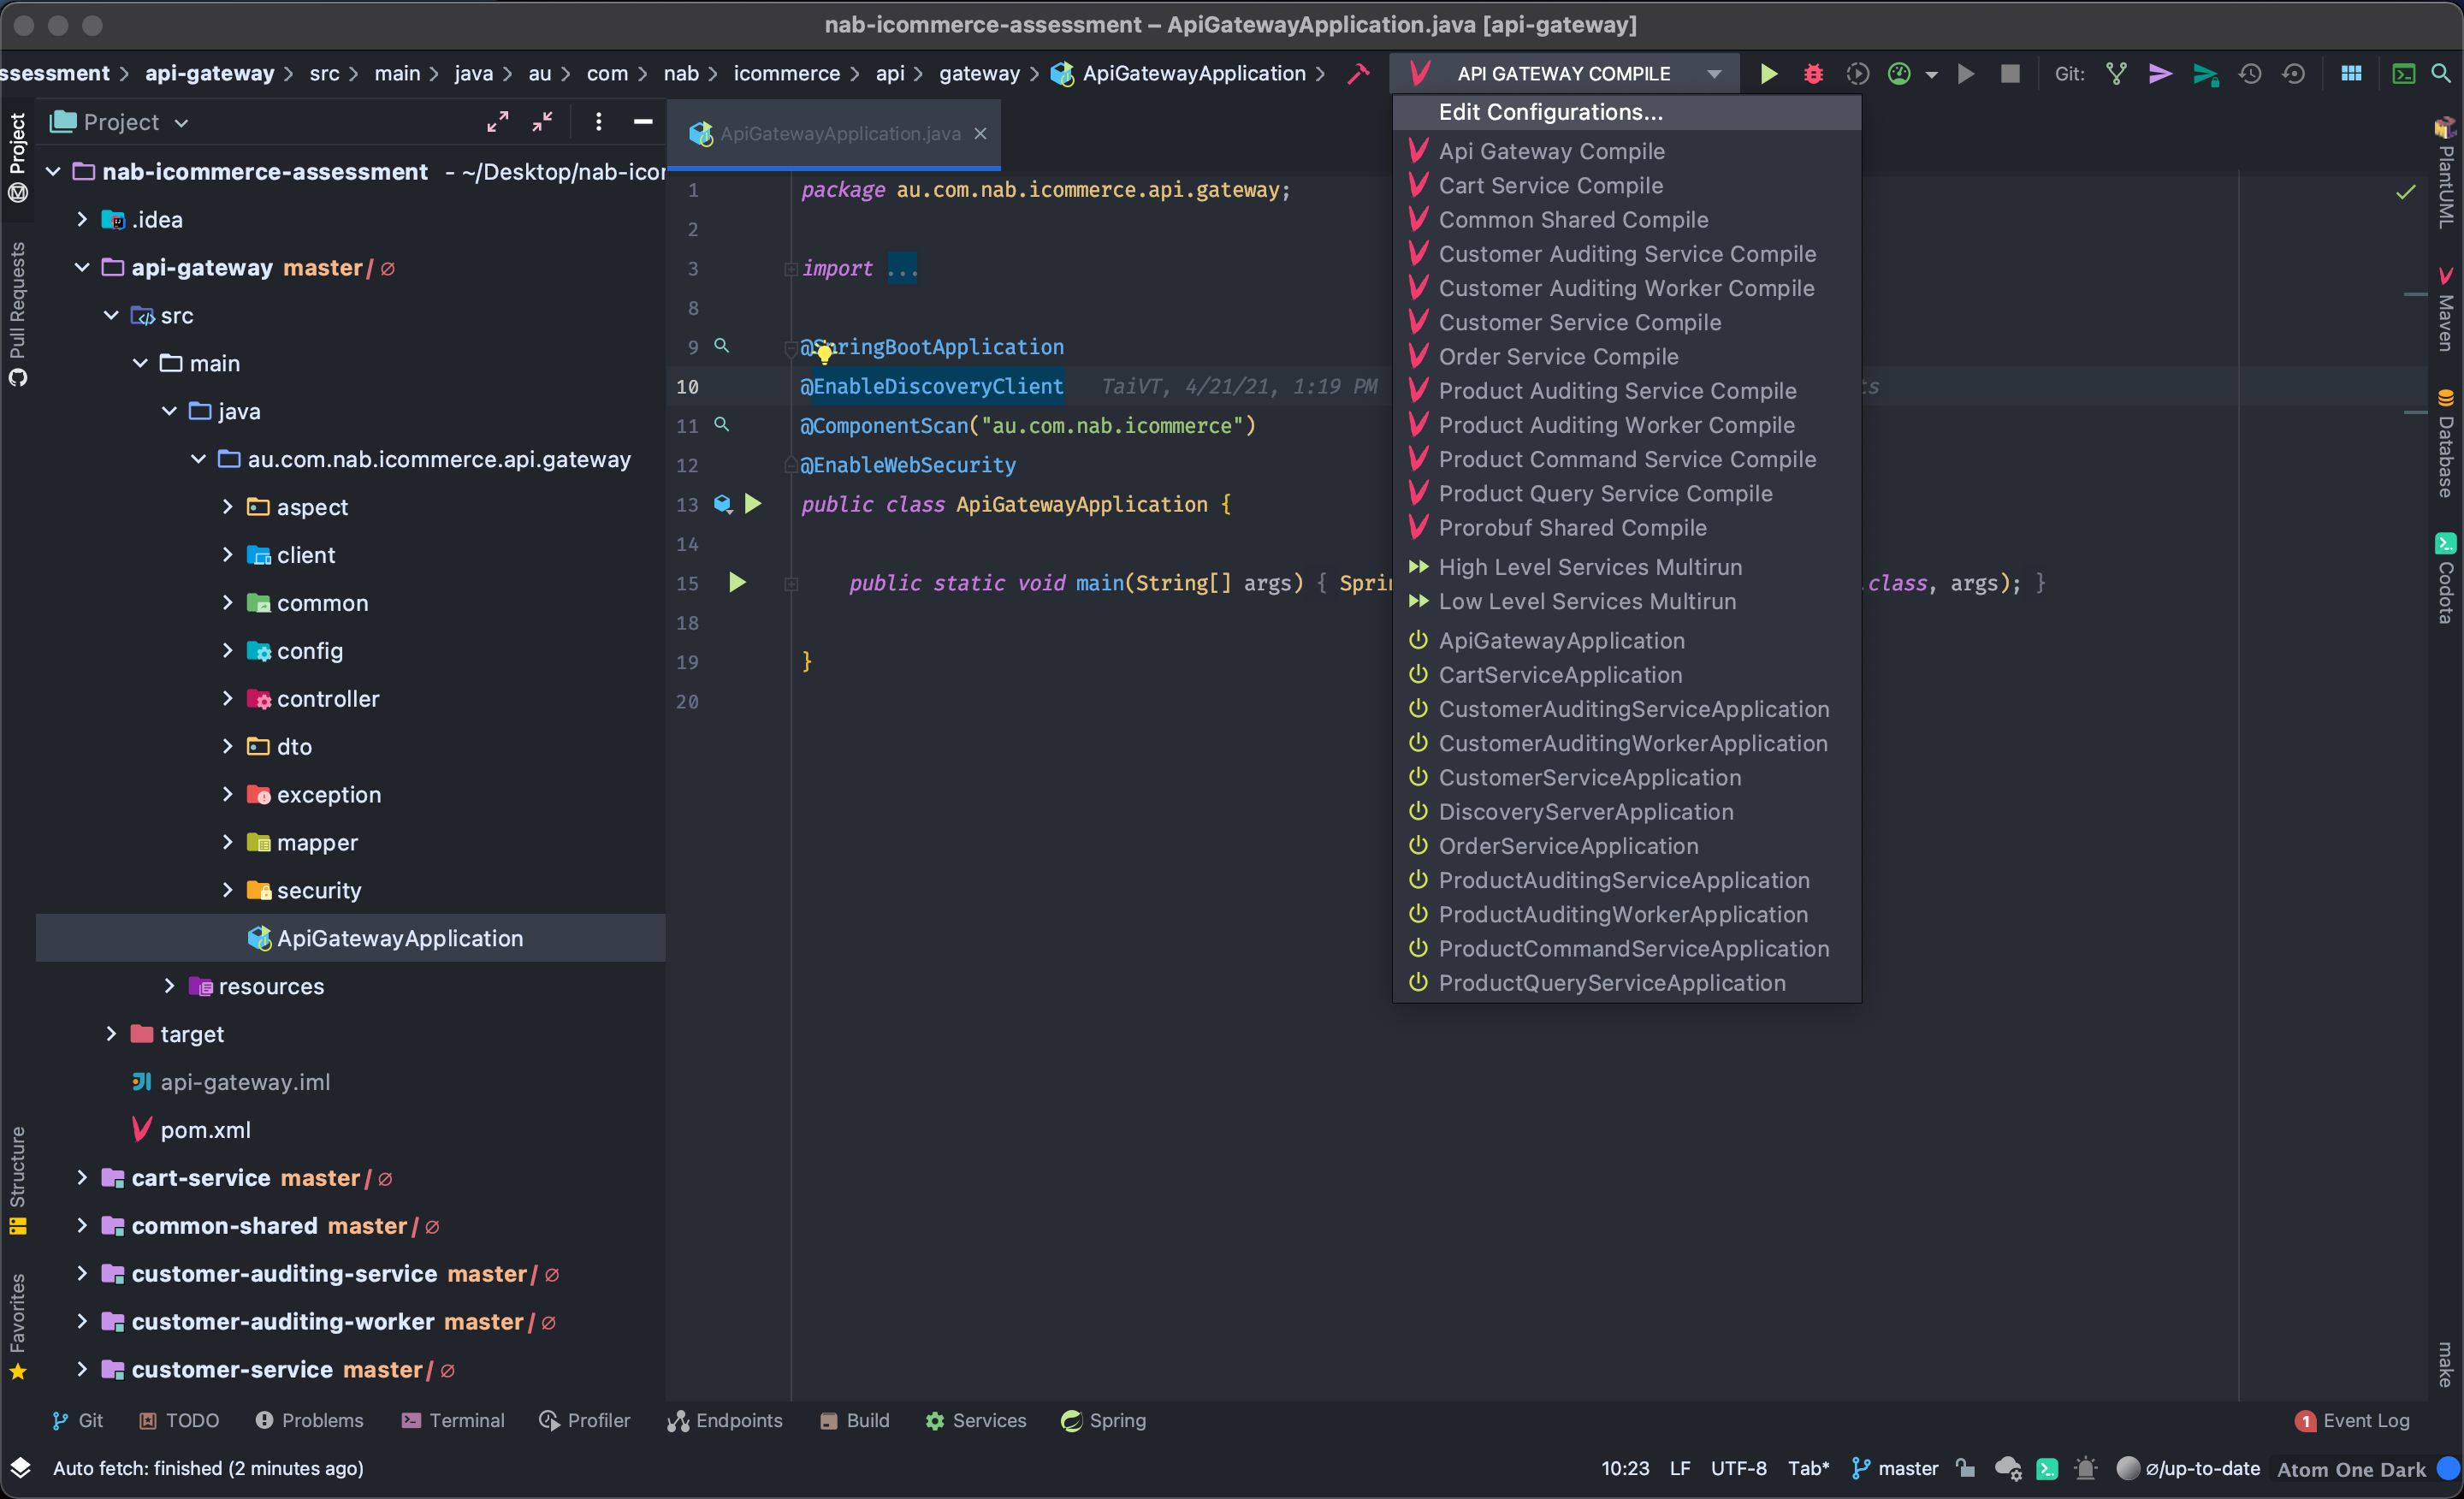 nab-icommerce-assessment – ApiGatewayApplication.java [api-gateway]
ssessment > api-gateway > src > main > java > au > com > nab > icommerce > api > gateway > ApiGatewayApplication >
API GATEWAY COMPILE
Git:
Project
ApiGatewayApplication.java
Edit Configurations...
Api Gateway Compile
Cart Service Compile
Common Shared Compile
Customer Auditing Service Compile
Customer Auditing Worker Compile
Customer Service Compile
Order Service Compile
Product Auditing Service Compile
Product Auditing Worker Compile
Product Command Service Compile
Product Query Service Compile
Prorobuf Shared Compile
High Level Services Multirun
Low Level Services Multirun
ApiGatewayApplication
CartServiceApplication
CustomerAuditingServiceApplication
CustomerAuditingWorkerApplication
CustomerServiceApplication
DiscoveryServerApplication
OrderServiceApplication
ProductAuditingServiceApplication
ProductAuditingWorkerApplication
ProductCommandServiceApplication
ProductQueryServiceApplication
Project
Pull Requests
Structure
Favorites
nab-icommerce-assessment - ~/Desktop/nab-icor
.idea
api-gateway master / ∅
src
main
java
au.com.nab.icommerce.api.gateway
aspect
client
common
config
controller
dto
exception
mapper
security
ApiGatewayApplication
resources
target
api-gateway.iml
pom.xml
cart-service master / ∅
common-shared master / ∅
customer-auditing-service master / ∅
customer-auditing-worker master / ∅
customer-service master / ∅
1 package au.com.nab.icommerce.api.gateway;
2
3 import ...
8
9 @SpringBootApplication
10 @EnableDiscoveryClient TaiVT, 4/21/21, 1:19 PM
11 @ComponentScan("au.com.nab.icommerce")
12 @EnableWebSecurity
13 public class ApiGatewayApplication {
14
15 public static void main(String[] args) { Sprin .class, args); }
18
19 }
20
PlantUML
Maven
Database
Codota
make
Git TODO Problems Terminal Profiler Endpoints Build Services Spring
1 Event Log
Auto fetch: finished (2 minutes ago)
10:23 LF UTF-8 Tab* master ∅/up-to-date Atom One Dark